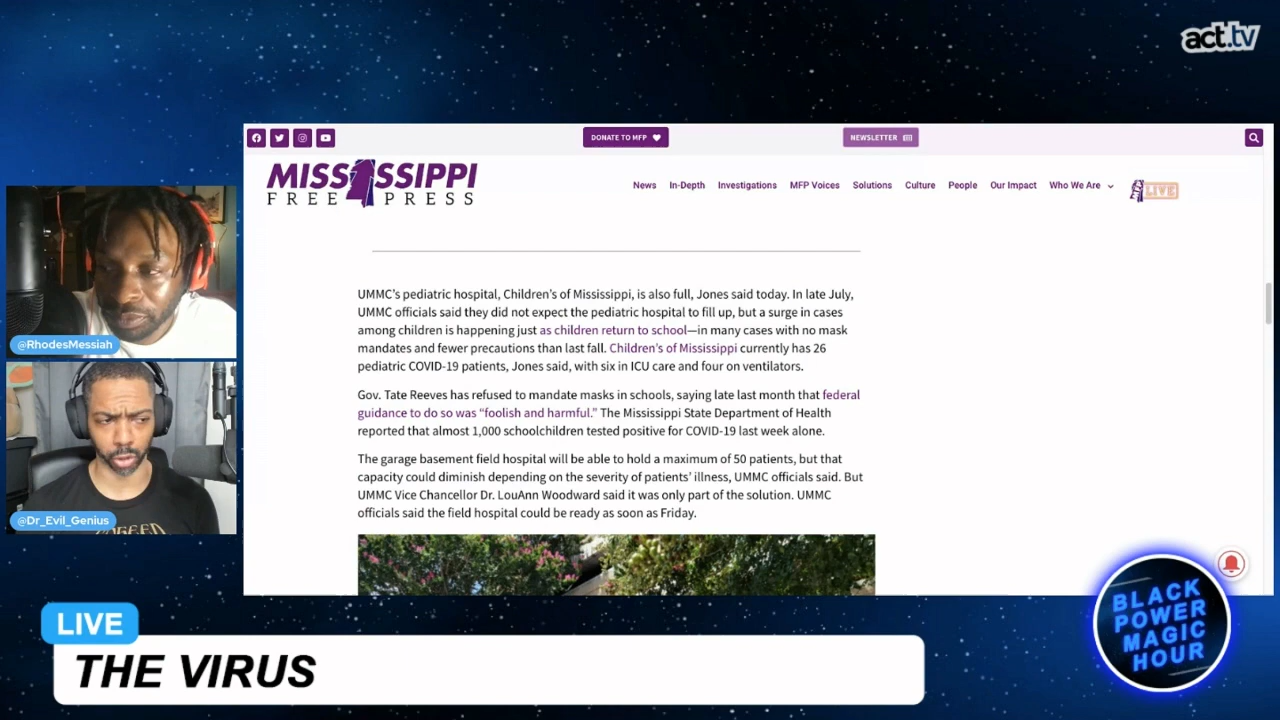 act.tv
DONATE TO MFP
NEWSLETTER
MISSISSIPPI
FREE PRESS
News In-Depth Investigations MFP Voices Solutions Culture People Our Impact Who We Are LIVE
UMMC’s pediatric hospital, Children’s of Mississippi, is also full, Jones said today. In late July,
UMMC officials said they did not expect the pediatric hospital to fill up, but a surge in cases
among children is happening just as children return to school—in many cases with no mask
mandates and fewer precautions than last fall. Children’s of Mississippi currently has 26
pediatric COVID-19 patients, Jones said, with six in ICU care and four on ventilators.
Gov. Tate Reeves has refused to mandate masks in schools, saying late last month that federal
guidance to do so was “foolish and harmful.” The Mississippi State Department of Health
reported that almost 1,000 schoolchildren tested positive for COVID-19 last week alone.
The garage basement field hospital will be able to hold a maximum of 50 patients, but that
capacity could diminish depending on the severity of patients’ illness, UMMC officials said. But
UMMC Vice Chancellor Dr. LouAnn Woodward said it was only part of the solution. UMMC
officials said the field hospital could be ready as soon as Friday.
@RhodesMessiah
@Dr_Evil_Genius
BLACK
POWER
MAGIC
HOUR
LIVE
THE VIRUS